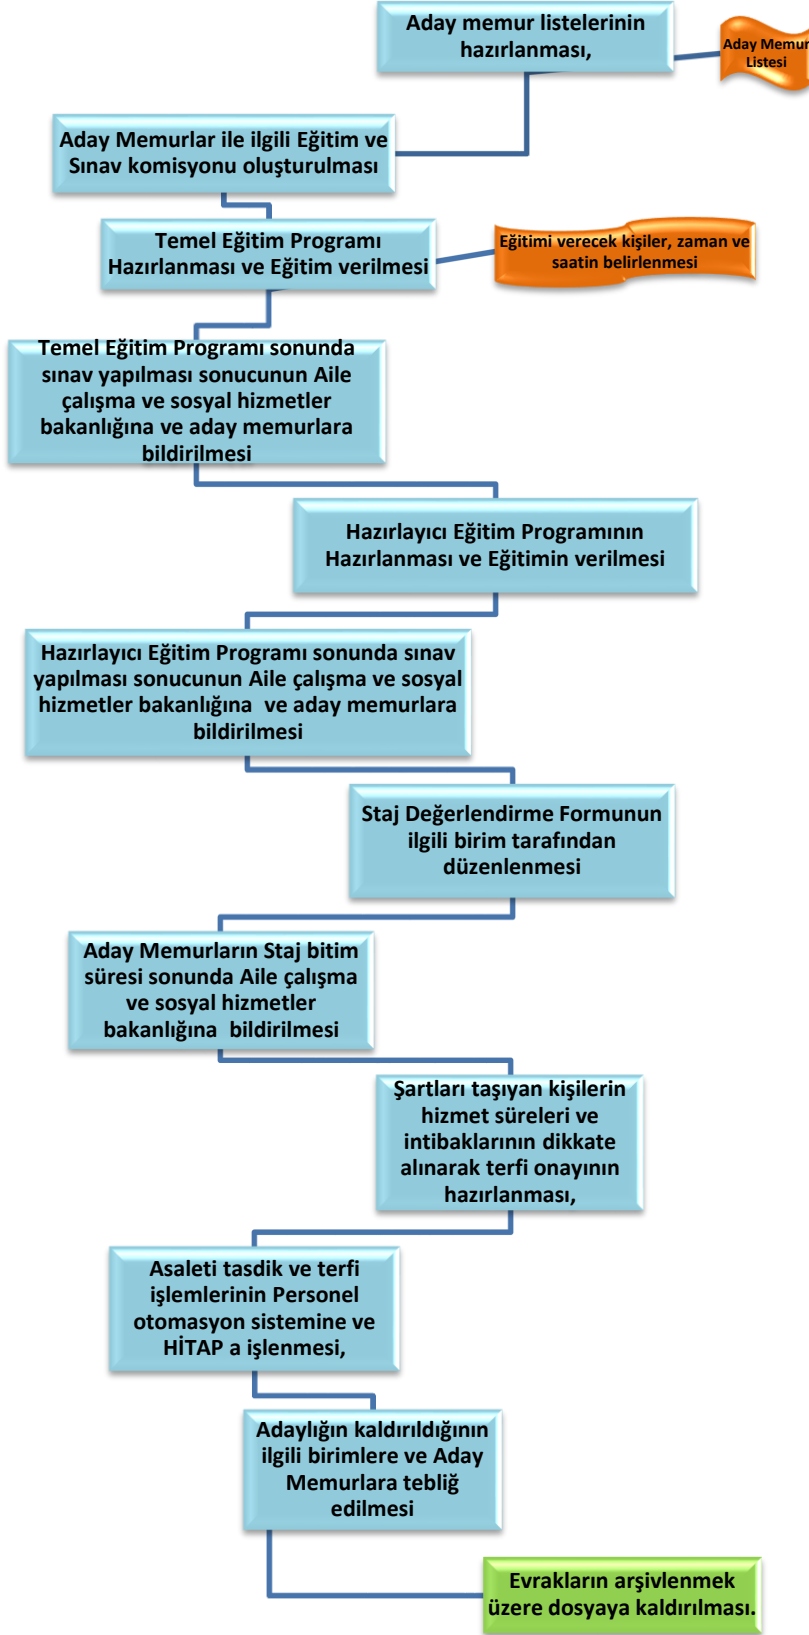 Aday memur listelerinin
hazırlanması,
Aday Memur
Listesi
Aday Memurlar ile ilgili Eğitim ve
Sınav komisyonu oluşturulması
Temel Eğitim Programı
Hazırlanması ve Eğitim verilmesi
Eğitimi verecek kişiler, zaman ve
saatin belirlenmesi
Temel Eğitim Programı sonunda
sınav yapılması sonucunun Aile
çalışma ve sosyal hizmetler
bakanlığına ve aday memurlara
bildirilmesi
Hazırlayıcı Eğitim Programının
Hazırlanması ve Eğitimin verilmesi
Hazırlayıcı Eğitim Programı sonunda sınav
yapılması sonucunun Aile çalışma ve sosyal
hizmetler bakanlığına  ve aday memurlara
bildirilmesi
Staj Değerlendirme Formunun
ilgili birim tarafından
düzenlenmesi
Aday Memurların Staj bitim
süresi sonunda Aile çalışma
ve sosyal hizmetler
bakanlığına  bildirilmesi
Şartları taşıyan kişilerin
hizmet süreleri ve
intibaklarının dikkate
alınarak terfi onayının
hazırlanması,
Asaleti tasdik ve terfi
işlemlerinin Personel
otomasyon sistemine ve
HİTAP a işlenmesi,
Adaylığın kaldırıldığının
ilgili birimlere ve Aday
Memurlara tebliğ
edilmesi
Evrakların arşivlenmek
üzere dosyaya kaldırılması.